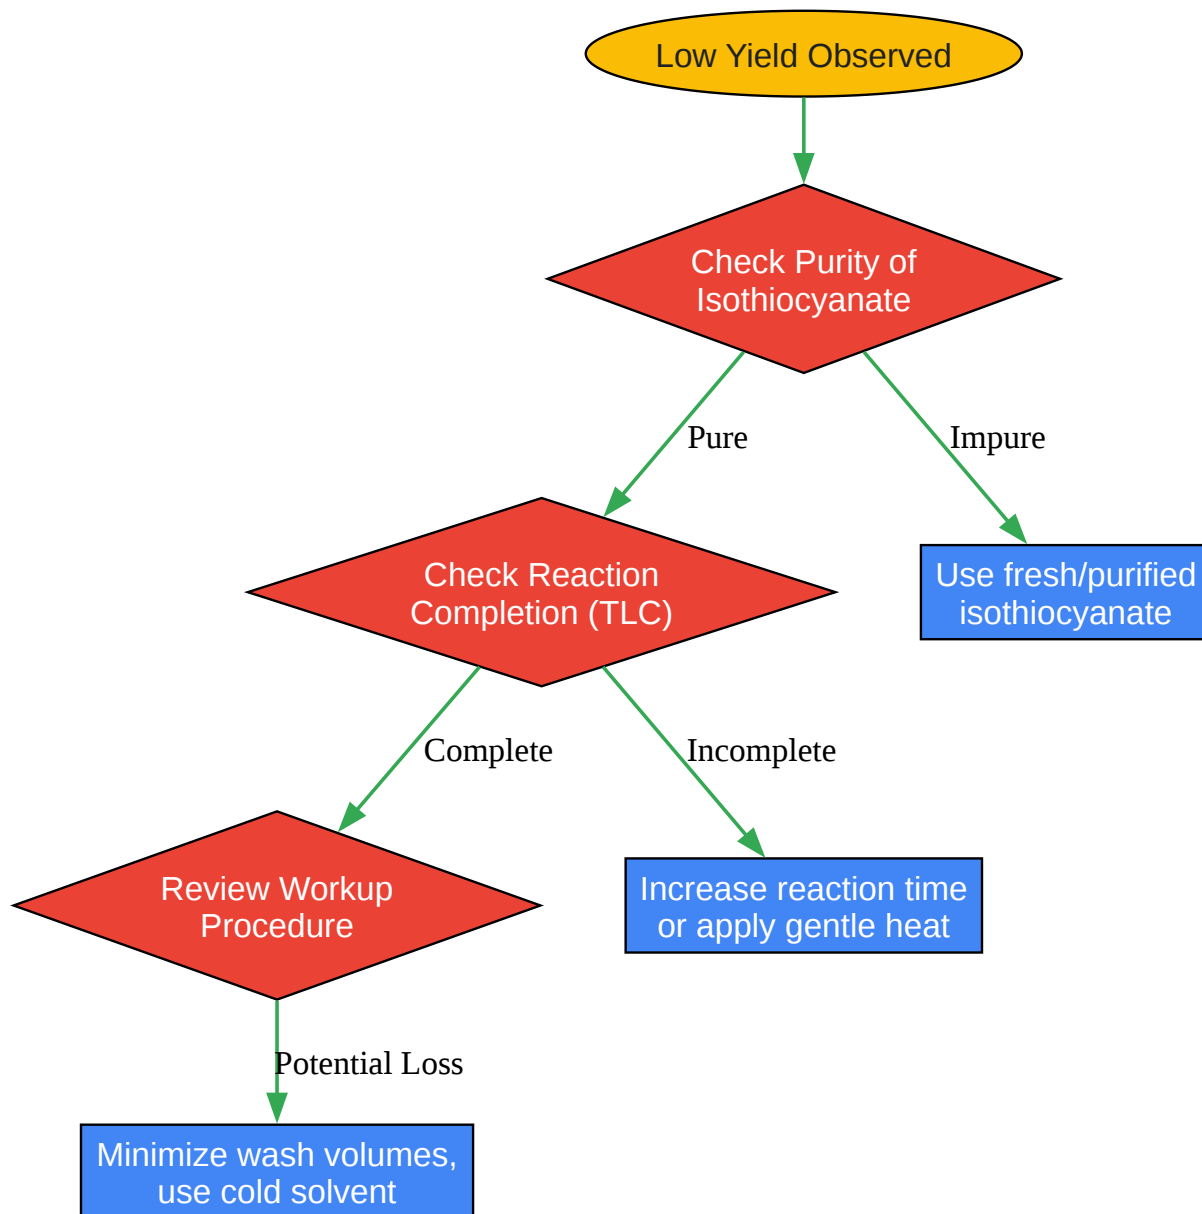 Low Yield Observed
Check Purity of
Isothiocyanate
Pure
Impure
Check Reaction
Completion (TLC)
Use fresh/purified
isothiocyanate
Complete
Incomplete
Review Workup
Procedure
Increase reaction time
or apply gentle heat
Potential Loss
Minimize wash volumes,
use cold solvent